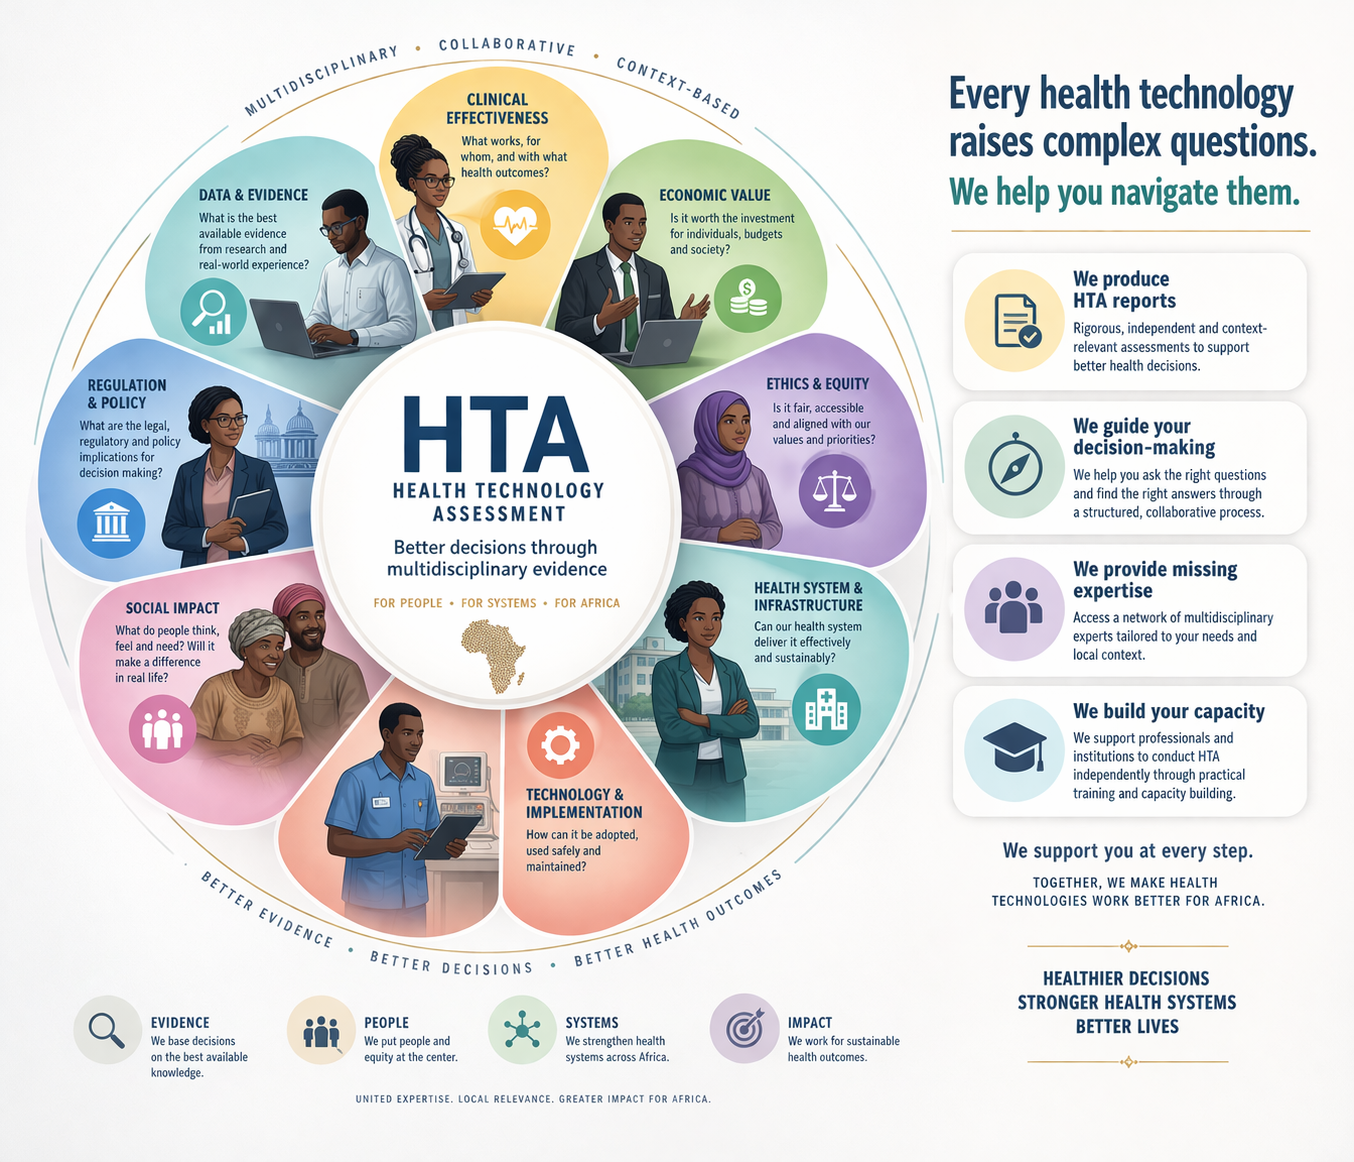 MULTIDISCIPLINARY • COLLABORATIVE • CONTEXT-BASED
CLINICAL
EFFECTIVENESS
What works, for
whom, and with what
health outcomes?
DATA & EVIDENCE
What is the best
available evidence
from research and
real-world experience?
ECONOMIC VALUE
Is it worth the investment
for individuals, budgets
and society?
$
REGULATION
& POLICY
What are the legal,
regulatory and policy
implications for
decision making?
ETHICS & EQUITY
Is it fair, accessible
and aligned with our
values and priorities?
HTA
HEALTH TECHNOLOGY
ASSESSMENT
Better decisions through
multidisciplinary evidence
FOR PEOPLE • FOR SYSTEMS • FOR AFRICA
SOCIAL IMPACT
What do people think,
feel and need? Will it
make a difference
in real life?
HEALTH SYSTEM &
INFRASTRUCTURE
Can our health system
deliver it effectively
and sustainably?
TECHNOLOGY &
IMPLEMENTATION
How can it be adopted,
used safely and
maintained?
BETTER EVIDENCE • BETTER DECISIONS • BETTER HEALTH OUTCOMES
EVIDENCE
We base decisions
on the best available
knowledge.
PEOPLE
We put people and
equity at the center.
SYSTEMS
We strengthen health
systems across Africa.
IMPACT
We work for sustainable
health outcomes.
UNITED EXPERTISE. LOCAL RELEVANCE. GREATER IMPACT FOR AFRICA.
Every health technology
raises complex questions.
We help you navigate them.
We produce
HTA reports
Rigorous, independent and context-
relevant assessments to support
better health decisions.
We guide your
decision-making
We help you ask the right questions
and find the right answers through
a structured, collaborative process.
We provide missing
expertise
Access a network of multidisciplinary
experts tailored to your needs and
local context.
We build your capacity
We support professionals and
institutions to conduct HTA
independently through practical
training and capacity building.
We support you at every step.
TOGETHER, WE MAKE HEALTH
TECHNOLOGIES WORK BETTER FOR AFRICA.
HEALTHIER DECISIONS
STRONGER HEALTH SYSTEMS
BETTER LIVES